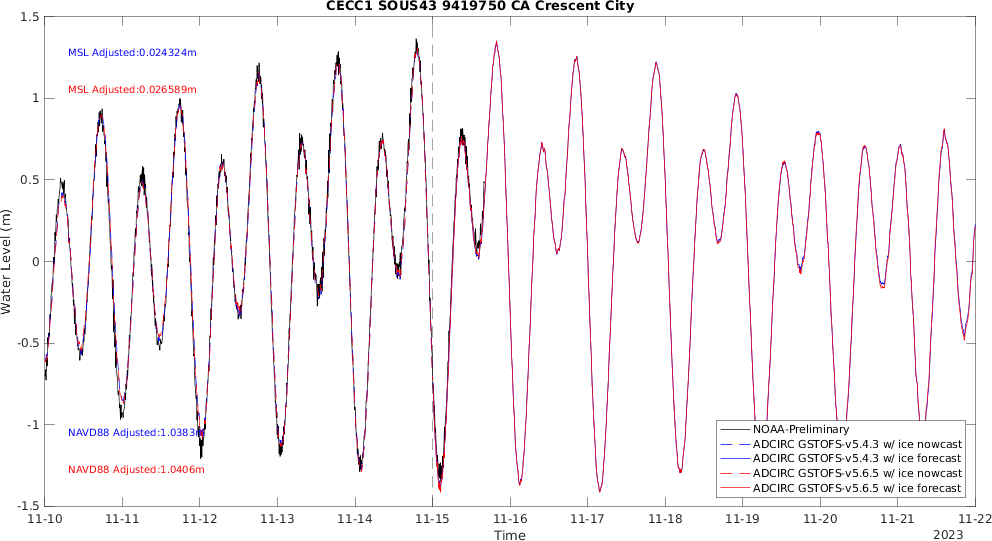 CECC1 SOUS43 9419750 CA Crescent City
MSL Adjusted:0.024324m
MSL Adjusted:0.026589m
NAVD88 Adjusted:1.0383m
NAVD88 Adjusted:1.0406m
Water Level (m)
1.5
1
0.5
0
-0.5
-1
-1.5
NOAA-Preliminary
ADCIRC GSTOFS-v5.4.3 w/ ice nowcast
ADCIRC GSTOFS-v5.4.3 w/ ice forecast
ADCIRC GSTOFS-v5.6.5 w/ ice nowcast
ADCIRC GSTOFS-v5.6.5 w/ ice forecast
11-10 11-11 11-12 11-13 11-14 11-15 11-16 11-17 11-18 11-19 11-20 11-21 11-22
Time
2023